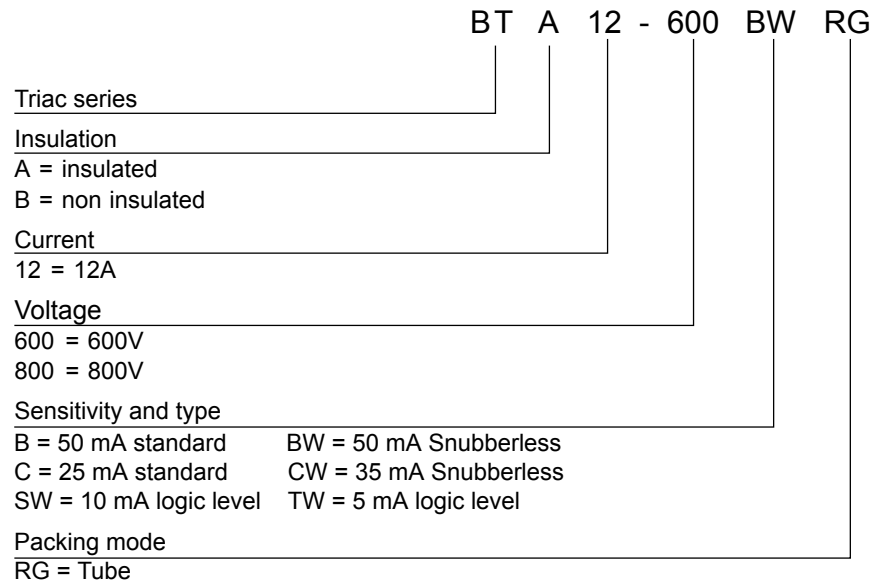 BT A 12 - 600 BW RG
Triac series
Insulation
A = insulated
B = non insulated
Current
12 = 12A
Voltage
600 = 600V
800 = 800V
Sensitivity and type
B = 50 mA standard BW = 50 mA Snubberless
C = 25 mA standard CW = 35 mA Snubberless
SW = 10 mA logic level TW = 5 mA logic level
Packing mode
RG = Tube